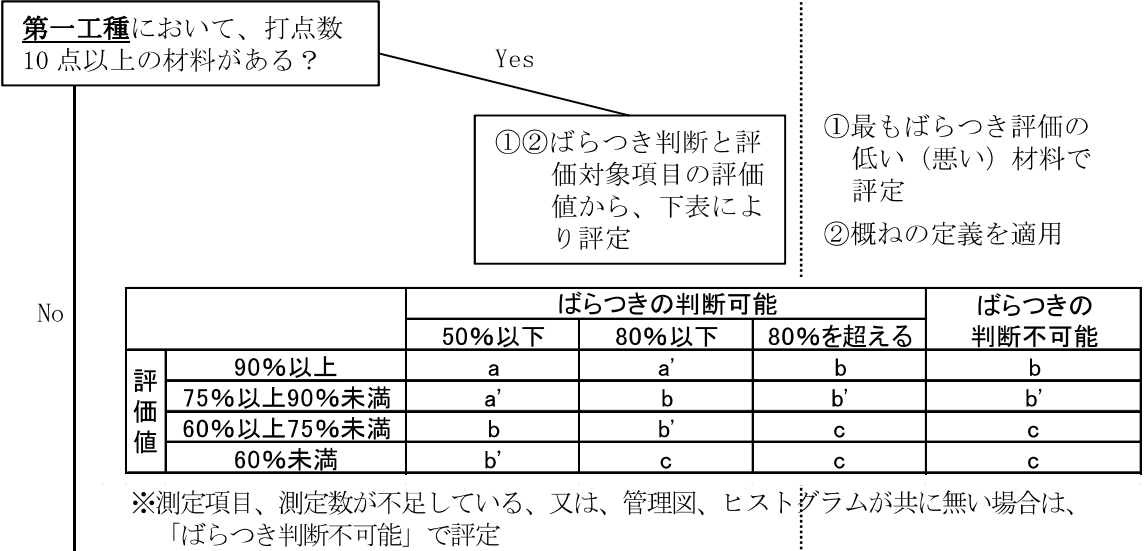 第一工種において、打点数
10点以上の材料がある？
Yes
①②ばらつき判断と評
価対象項目の評価
値から、下表によ
り評定
①最もばらつき評価の
低い（悪い）材料で
評定
②概ねの定義を適用
No
ばらつきの判断可能 ばらつきの
判断不可能
50%以下 80%以下 80%を超える
評価値
90%以上 a a' b b
75%以上90%未満 a' b b' b'
60%以上75%未満 b b' c c
60%未満 b' c c c
※測定項目、測定数が不足している、又は、管理図、ヒストグラムが共に無い場合は、
「ばらつき判断不可能」で評定